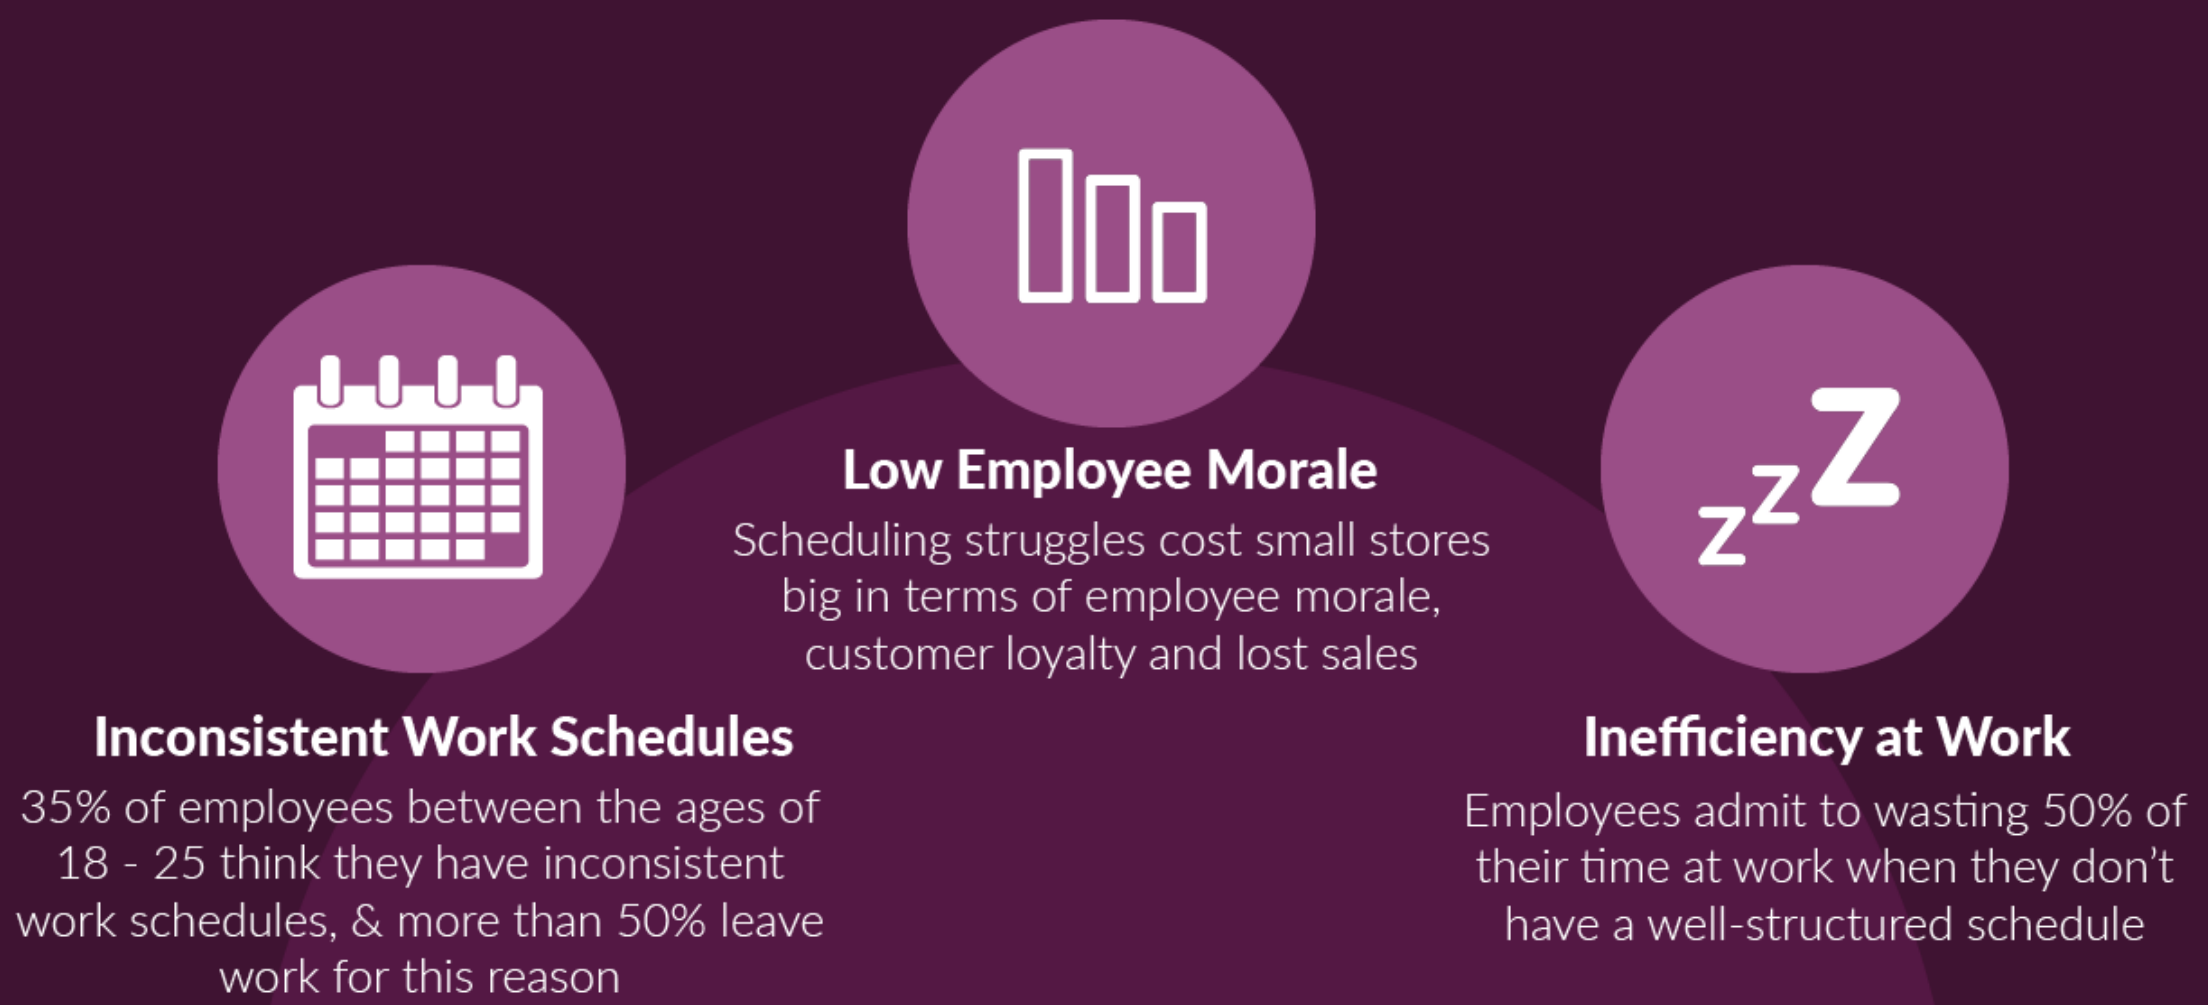 Inconsistent Work Schedules
35% of employees between the ages of
18 - 25 think they have inconsistent
work schedules, & more than 50% leave
work for this reason
Low Employee Morale
Scheduling struggles cost small stores
big in terms of employee morale,
customer loyalty and lost sales
z z Z
Inefficiency at Work
Employees admit to wasting 50% of
their time at work when they don’t
have a well-structured schedule